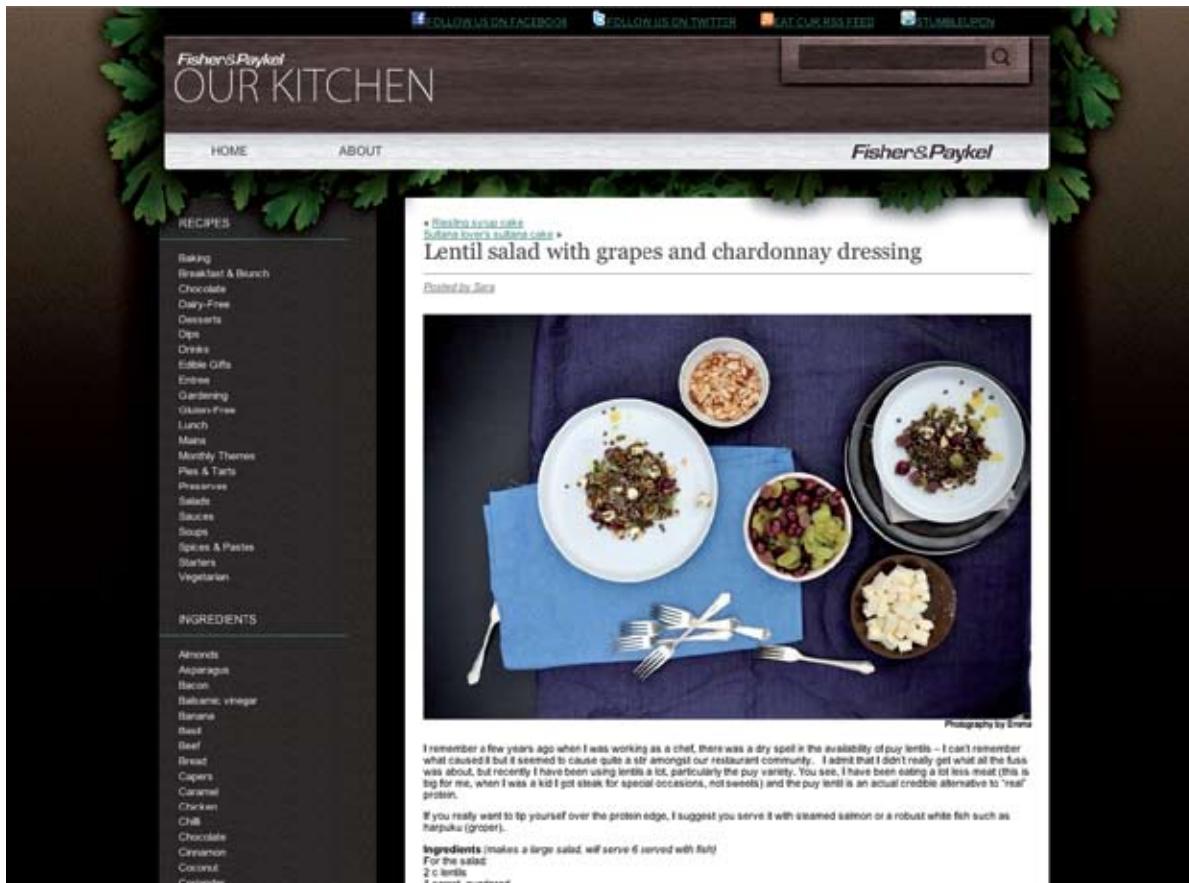 FOLLOW US ON FACEBOOK
FOLLOW US ON TWITTER
EAT OUR RSS FEED
STUMBLEUPON
Fisher&Paykel
OUR KITCHEN
HOME
ABOUT
Fisher&Paykel
RECIPES
Baking
Breakfast & Brunch
Chocolate
Dairy-Free
Desserts
Dips
Drinks
Edible Gifts
Entree
Gardening
Gluten-Free
Lunch
Mains
Monthly Themes
Pies & Tarts
Preserves
Salads
Sauces
Soups
Spices & Pastes
Starters
Vegetarian
INGREDIENTS
Almonds
Asparagus
Bacon
Balsamic vinegar
Banana
Basil
Beef
Bread
Capers
Caramel
Chicken
Chilli
Chocolate
Cinnamon
Coconut
Coriander
« Riesling syrup cake
Sultana lover's sultana cake »
Lentil salad with grapes and chardonnay dressing
Posted by Sara
Photography by Emma
I remember a few years ago when I was working as a chef, there was a dry spell in the availability of puy lentils – I can't remember
what caused it but it seemed to cause quite a stir amongst our restaurant community. I admit that I didn't really get what all the fuss
was about, but recently I have been using lentils a lot, particularly the puy variety. You see, I have been eating a lot less meat (this is
big for me, when I was a kid I got steak for special occasions, not sweets) and the puy lentil is an actual credible alternative to "real"
protein.
If you really want to tip yourself over the protein edge, I suggest you serve it with steamed salmon or a robust white fish such as
harpuku (groper).
Ingredients (makes a large salad, will serve 6 served with fish)
For the salad:
2 c lentils